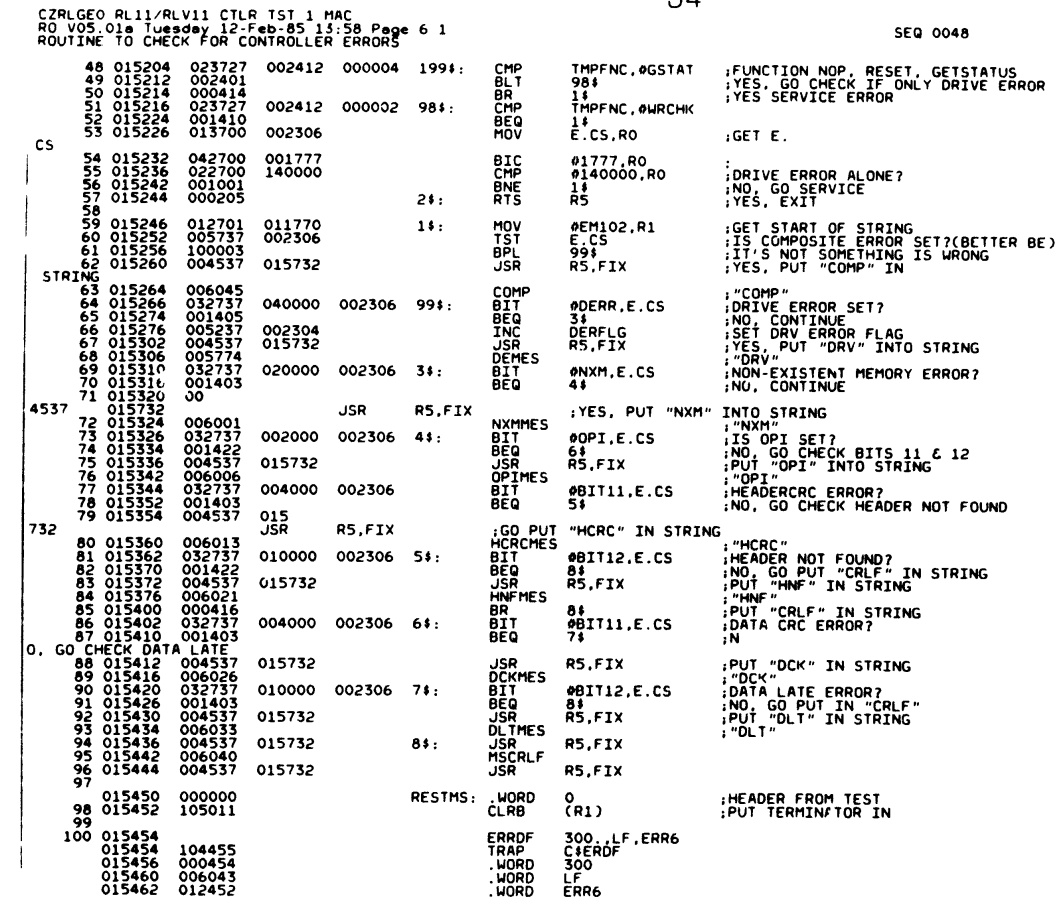 54
CZRLGEO RL11/RLV11 CTLR TST 1 MAC
RO V05.01a Tuesday 12-Feb-85 13:58 Page 6 1
ROUTINE TO CHECK FOR CONTROLLER ERRORS
SEQ 0048
48 015204 023727 002412 000004 199$: CMP TMPFNC,#GSTAT ;FUNCTION NOP, RESET, GETSTATUS
49 015212 002401 BLT 98$ ;YES, GO CHECK IF ONLY DRIVE ERROR
50 015214 000414 BR 1$ ;YES SERVICE ERROR
51 015216 023727 002412 000002 98$: CMP TMPFNC,#WRCHK
52 015224 001410 BEQ 1$
53 015226 013700 002306 MOV E.CS,R0 ;GET E.
CS
54 015232 042700 001777 BIC #1777,R0 ;
55 015236 022700 140000 CMP #140000,R0 ;DRIVE ERROR ALONE?
56 015242 001001 BNE 1$ ;NO, GO SERVICE
57 015244 000205 2$: RTS R5 ;YES, EXIT
58
59 015246 012701 011770 1$: MOV #EM102,R1 ;GET START OF STRING
60 015252 005737 002306 TST E.CS ;IS COMPOSITE ERROR SET?(BETTER BE)
61 015256 100003 BPL 99$ ;IT'S NOT SOMETHING IS WRONG
62 015260 004537 015732 JSR R5,FIX ;YES, PUT "COMP" IN
STRING
63 015264 006045 COMP ;"COMP"
64 015266 032737 040000 002306 99$: BIT #DERR,E.CS ;DRIVE ERROR SET?
65 015274 001405 BEQ 3$ ;NO, CONTINUE
66 015276 005237 002304 INC DERFLG ;SET DRV ERROR FLAG
67 015302 004537 015732 JSR R5,FIX ;YES, PUT "DRV" INTO STRING
68 015306 005774 DEMES ;"DRV"
69 015310 032737 020000 002306 3$: BIT #NXM,E.CS ;NON-EXISTENT MEMORY ERROR?
70 015316 001403 BEQ 4$ ;NO, CONTINUE
71 015320 00
4537 015732 JSR R5,FIX ;YES, PUT "NXM" INTO STRING
72 015324 006001 NXMMES ;"NXM"
73 015326 032737 002000 002306 4$: BIT #OPI,E.CS ;IS OPI SET?
74 015334 001422 BEQ 6$ ;NO, GO CHECK BITS 11 & 12
75 015336 004537 015732 JSR R5,FIX ;PUT "OPI" INTO STRING
76 015342 006006 OPIMES ;"OPI"
77 015344 032737 004000 002306 BIT #BIT11,E.CS ;HEADERCRC ERROR?
78 015352 001403 BEQ 5$ ;NO, GO CHECK HEADER NOT FOUND
79 015354 004537 015
732 JSR R5,FIX ;GO PUT "HCRC" IN STRING
80 015360 006013 HCRCMES ;"HCRC"
81 015362 032737 010000 002306 5$: BIT #BIT12,E.CS ;HEADER NOT FOUND?
82 015370 001422 BEQ 8$ ;NO, GO PUT "CRLF" IN STRING
83 015372 004537 015732 JSR R5,FIX ;PUT "HNF" IN STRING
84 015376 006021 HNFMES ;"HNF"
85 015400 000416 BR 8$ ;PUT "CRLF" IN STRING
86 015402 032737 004000 002306 6$: BIT #BIT11,E.CS ;DATA CRC ERROR?
87 015410 001403 BEQ 7$ ;N
O, GO CHECK DATA LATE
88 015412 004537 015732 JSR R5,FIX ;PUT "DCK" IN STRING
89 015416 006026 DCKMES ;"DCK"
90 015420 032737 010000 002306 7$: BIT #BIT12,E.CS ;DATA LATE ERROR?
91 015426 001403 BEQ 8$ ;NO, GO PUT IN "CRLF"
92 015430 004537 015732 JSR R5,FIX ;PUT "DLT" IN STRING
93 015434 006033 DLTMES ;"DLT"
94 015436 004537 015732 8$: JSR R5,FIX
95 015442 006040 MSCRLF
96 015444 004537 015732 JSR R5,FIX
97
015450 000000 RESTMS: .WORD 0 ;HEADER FROM TEST
98 015452 105011 CLRB (R1) ;PUT TERMINATOR IN
99
100 015454 ERRDF 300.,LF,ERR6
015454 104455 TRAP C$ERDF
015456 000454 .WORD 300
015460 006043 .WORD LF
015462 012452 .WORD ERR6